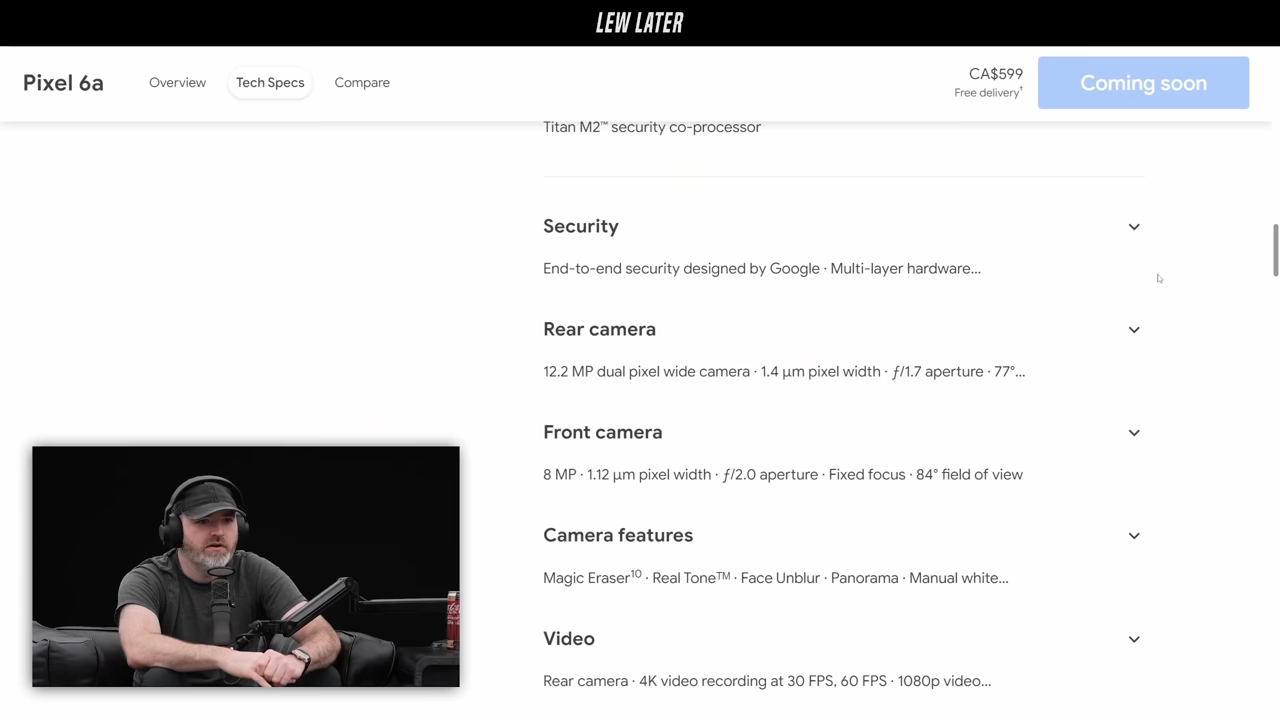 LEW LATER
Pixel 6a
Overview
Tech Specs
Compare
CA$599
Free delivery†
Coming soon
Titan M2™ security co-processor
Security
End-to-end security designed by Google · Multi-layer hardware...
Rear camera
12.2 MP dual pixel wide camera · 1.4 μm pixel width · ƒ/1.7 aperture · 77°...
Front camera
8 MP · 1.12 μm pixel width · ƒ/2.0 aperture · Fixed focus · 84° field of view
Camera features
Magic Eraser¹⁰ · Real Tone™ · Face Unblur · Panorama · Manual white...
Video
Rear camera · 4K video recording at 30 FPS, 60 FPS · 1080p video...